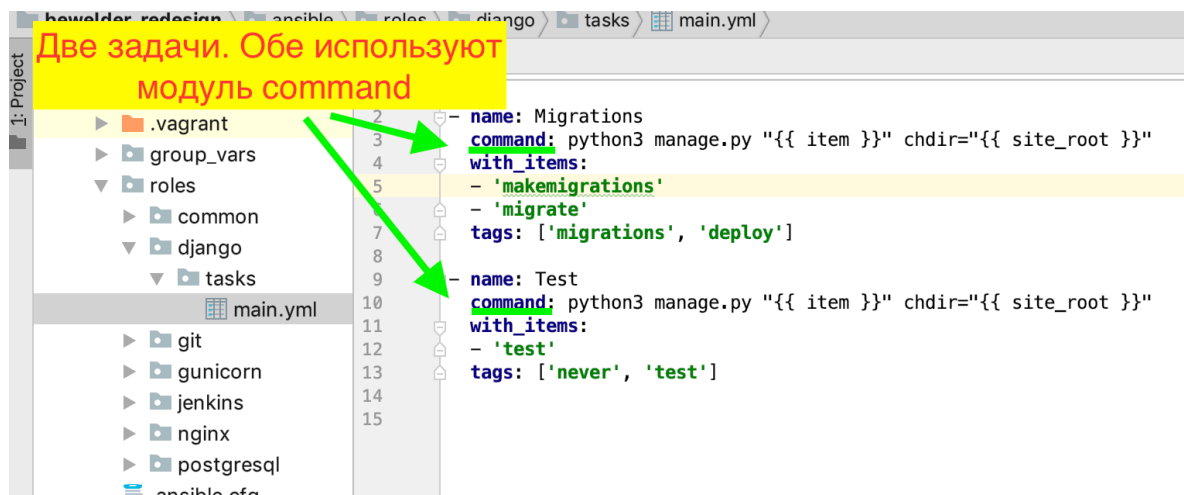 bewelder_redesign ansible roles django tasks main.yml
Две задачи. Обе используют
модуль command
1: Project
.vagrant
group_vars
roles
common
django
tasks
main.yml
git
gunicorn
jenkins
nginx
postgresql
ansible.cfg
2 - name: Migrations
3 command: python3 manage.py "{{ item }}" chdir="{{ site_root }}"
4 with_items:
5 - 'makemigrations'
6 - 'migrate'
7 tags: ['migrations', 'deploy']
8
9 - name: Test
10 command: python3 manage.py "{{ item }}" chdir="{{ site_root }}"
11 with_items:
12 - 'test'
13 tags: ['never', 'test']
14
15